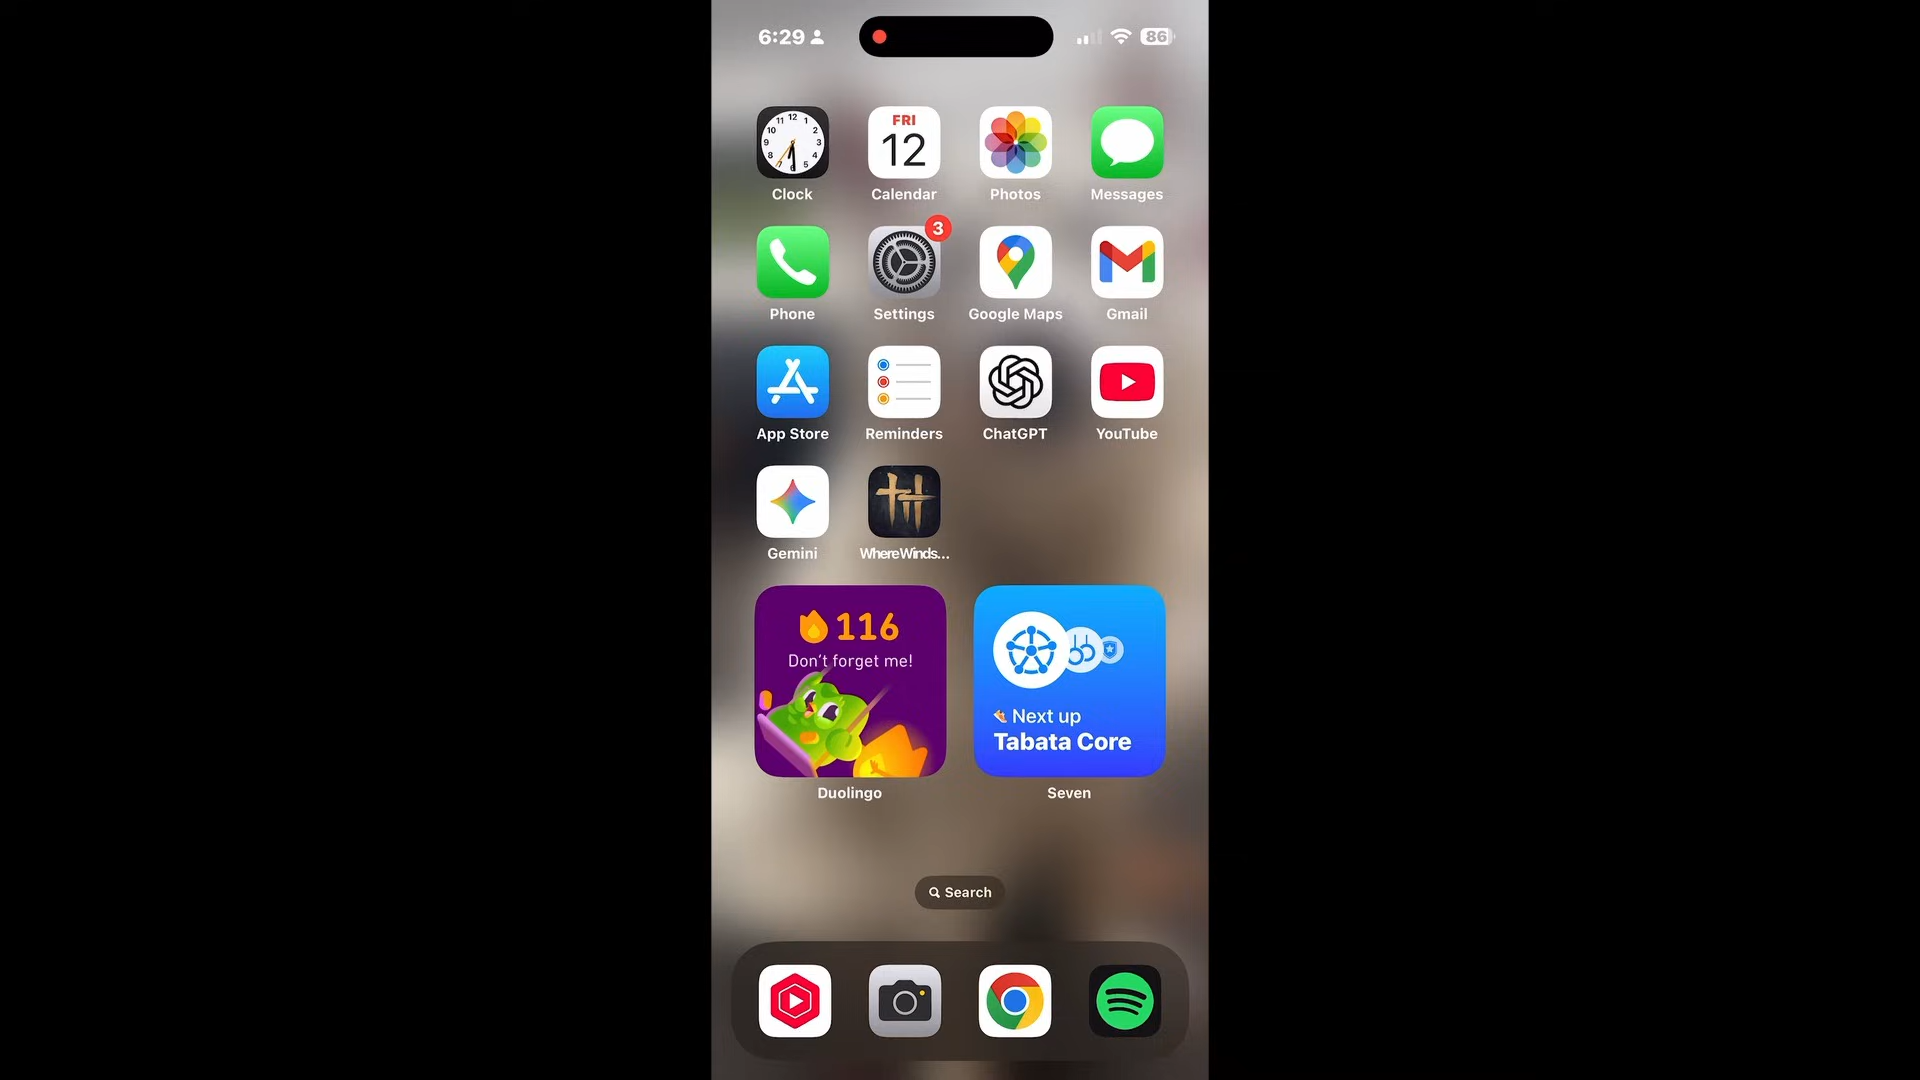 6:29
86
FRI
12 Calendar
Clock
Photos
Messages
3
Phone
Settings
Google Maps
Gmail
App Store
Reminders
ChatGPT
YouTube
Gemini
WhereWinds...
116
Don't forget me!
Next up
Tabata Core
Duolingo
Seven
Search